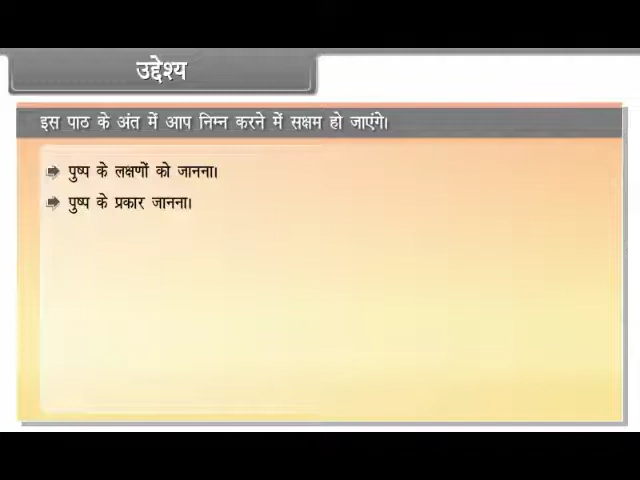 उद्देश्य
इस पाठ के अंत में आप निम्न करने में सक्षम हो जाएंगे।
पुष्प के लक्षणों को जानना।
पुष्प के प्रकार जानना।